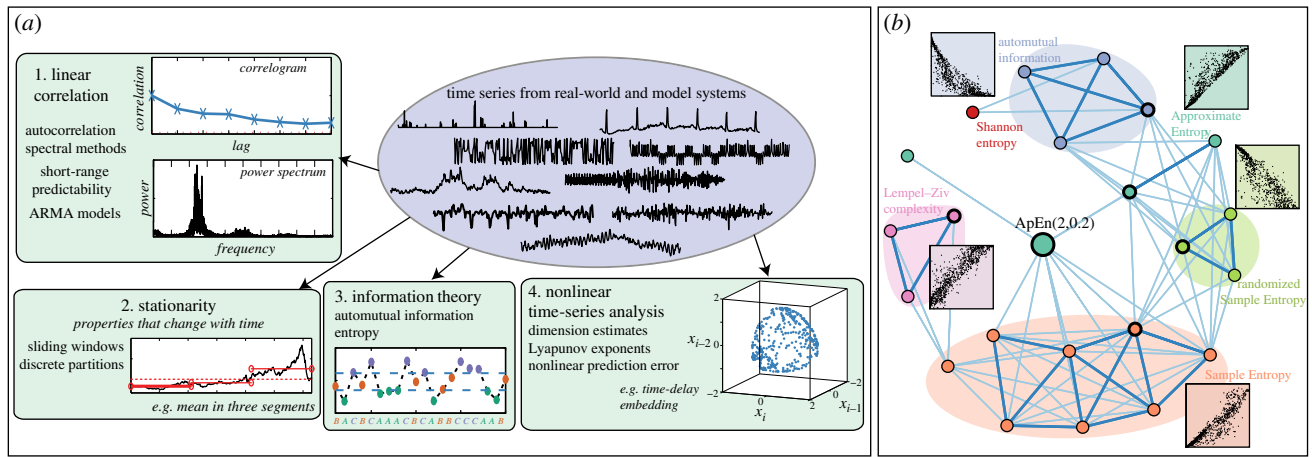 (a)
time series from real-world and model systems
1. linear
correlation
autocorrelation
spectral methods
short-range
predictability
ARMA models
correlogram
correlation
lag
power spectrum
power
frequency
2. stationarity
properties that change with time
sliding windows
discrete partitions
e.g. mean in three segments
3. information theory
automutual information
entropy
B A C B C A A A C B C A B B C C C A A B
4. nonlinear
time-series analysis
dimension estimates
Lyapunov exponents
nonlinear prediction error
e.g. time-delay
embedding
2
x_{i–2} 0
–2
–2
0
x_i
2
–2
0
x_{i–1}
2
(b)
automutual
information
Shannon
entropy
Approximate
Entropy
Lempel–Ziv
complexity
ApEn(2,0.2)
randomized
Sample Entropy
Sample Entropy